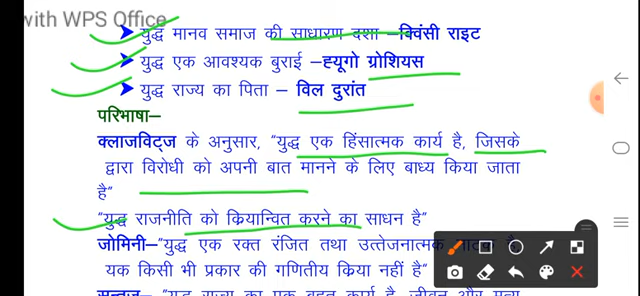 with WPS Office
युद्ध मानव समाज की साधारण दशा –क्विंसी राइट
युद्ध एक आवश्यक बुराई –ह्यूगो ग्रोशियस
युद्ध राज्य का पिता – विल दुरांत
परिभाषा–
क्लाजविट्ज के अनुसार, "युद्ध एक हिंसात्मक कार्य है, जिसके
द्वारा विरोधी को अपनी बात मानने के लिए बाध्य किया जाता
है"
"युद्ध राजनीति को क्रियान्वित करने का साधन है"
जोमिनी–"युद्ध एक रक्त रंजित तथा उत्तेजनात्मक
यक किसी भी प्रकार की गणितीय क्रिया नहीं है"